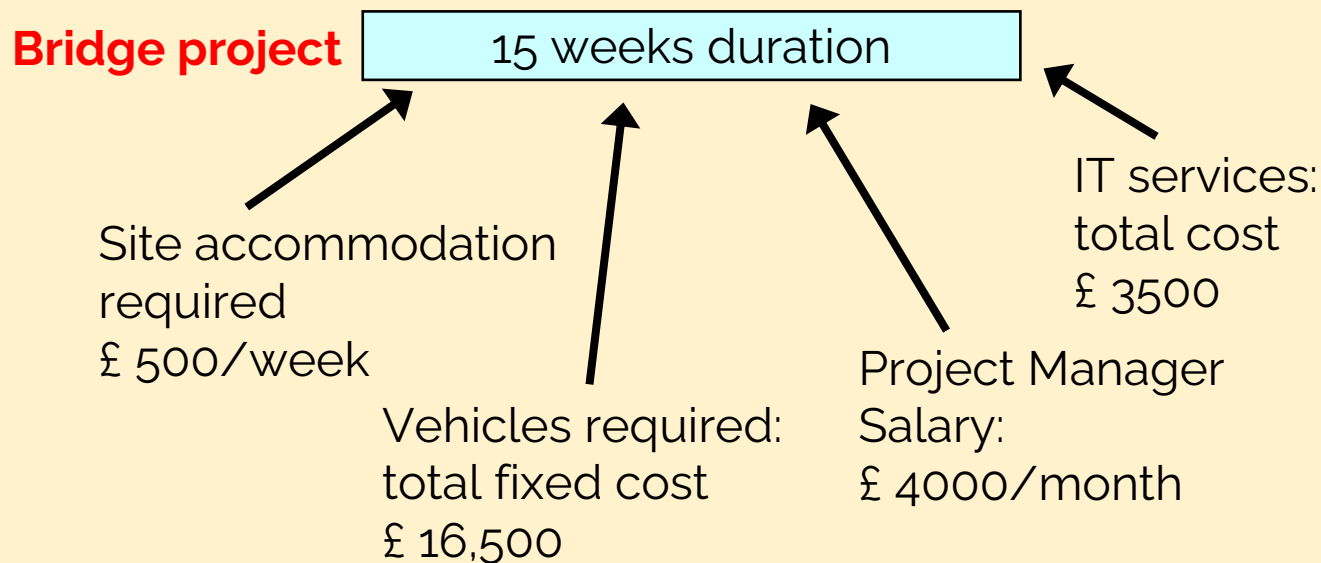 Bridge project
15 weeks duration
Site accommodation
required
£ 500/week
Vehicles required:
total fixed cost
£ 16,500
Project Manager
Salary:
£ 4000/month
IT services:
total cost
£ 3500